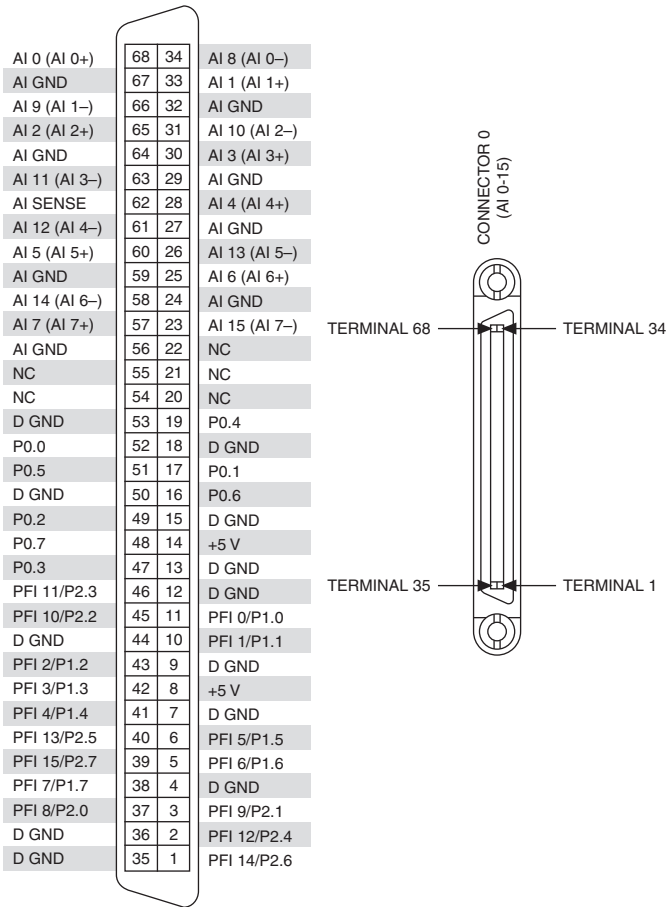 AI 0 (AI 0+) 68 34 AI 8 (AI 0–)
AI GND 67 33 AI 1 (AI 1+)
AI 9 (AI 1–) 66 32 AI GND
AI 2 (AI 2+) 65 31 AI 10 (AI 2–)
AI GND 64 30 AI 3 (AI 3+)
AI 11 (AI 3–) 63 29 AI GND
AI SENSE 62 28 AI 4 (AI 4+)
AI 12 (AI 4–) 61 27 AI GND
AI 5 (AI 5+) 60 26 AI 13 (AI 5–)
AI GND 59 25 AI 6 (AI 6+)
AI 14 (AI 6–) 58 24 AI GND
AI 7 (AI 7+) 57 23 AI 15 (AI 7–)
AI GND 56 22 NC
NC 55 21 NC
NC 54 20 NC
D GND 53 19 P0.4
P0.0 52 18 D GND
P0.5 51 17 P0.1
D GND 50 16 P0.6
P0.2 49 15 D GND
P0.7 48 14 +5 V
P0.3 47 13 D GND
PFI 11/P2.3 46 12 D GND
PFI 10/P2.2 45 11 PFI 0/P1.0
D GND 44 10 PFI 1/P1.1
PFI 2/P1.2 43 9 D GND
PFI 3/P1.3 42 8 +5 V
PFI 4/P1.4 41 7 D GND
PFI 13/P2.5 40 6 PFI 5/P1.5
PFI 15/P2.7 39 5 PFI 6/P1.6
PFI 7/P1.7 38 4 D GND
PFI 8/P2.0 37 3 PFI 9/P2.1
D GND 36 2 PFI 12/P2.4
D GND 35 1 PFI 14/P2.6
CONNECTOR 0
(AI 0-15)
TERMINAL 68 TERMINAL 34
TERMINAL 35 TERMINAL 1